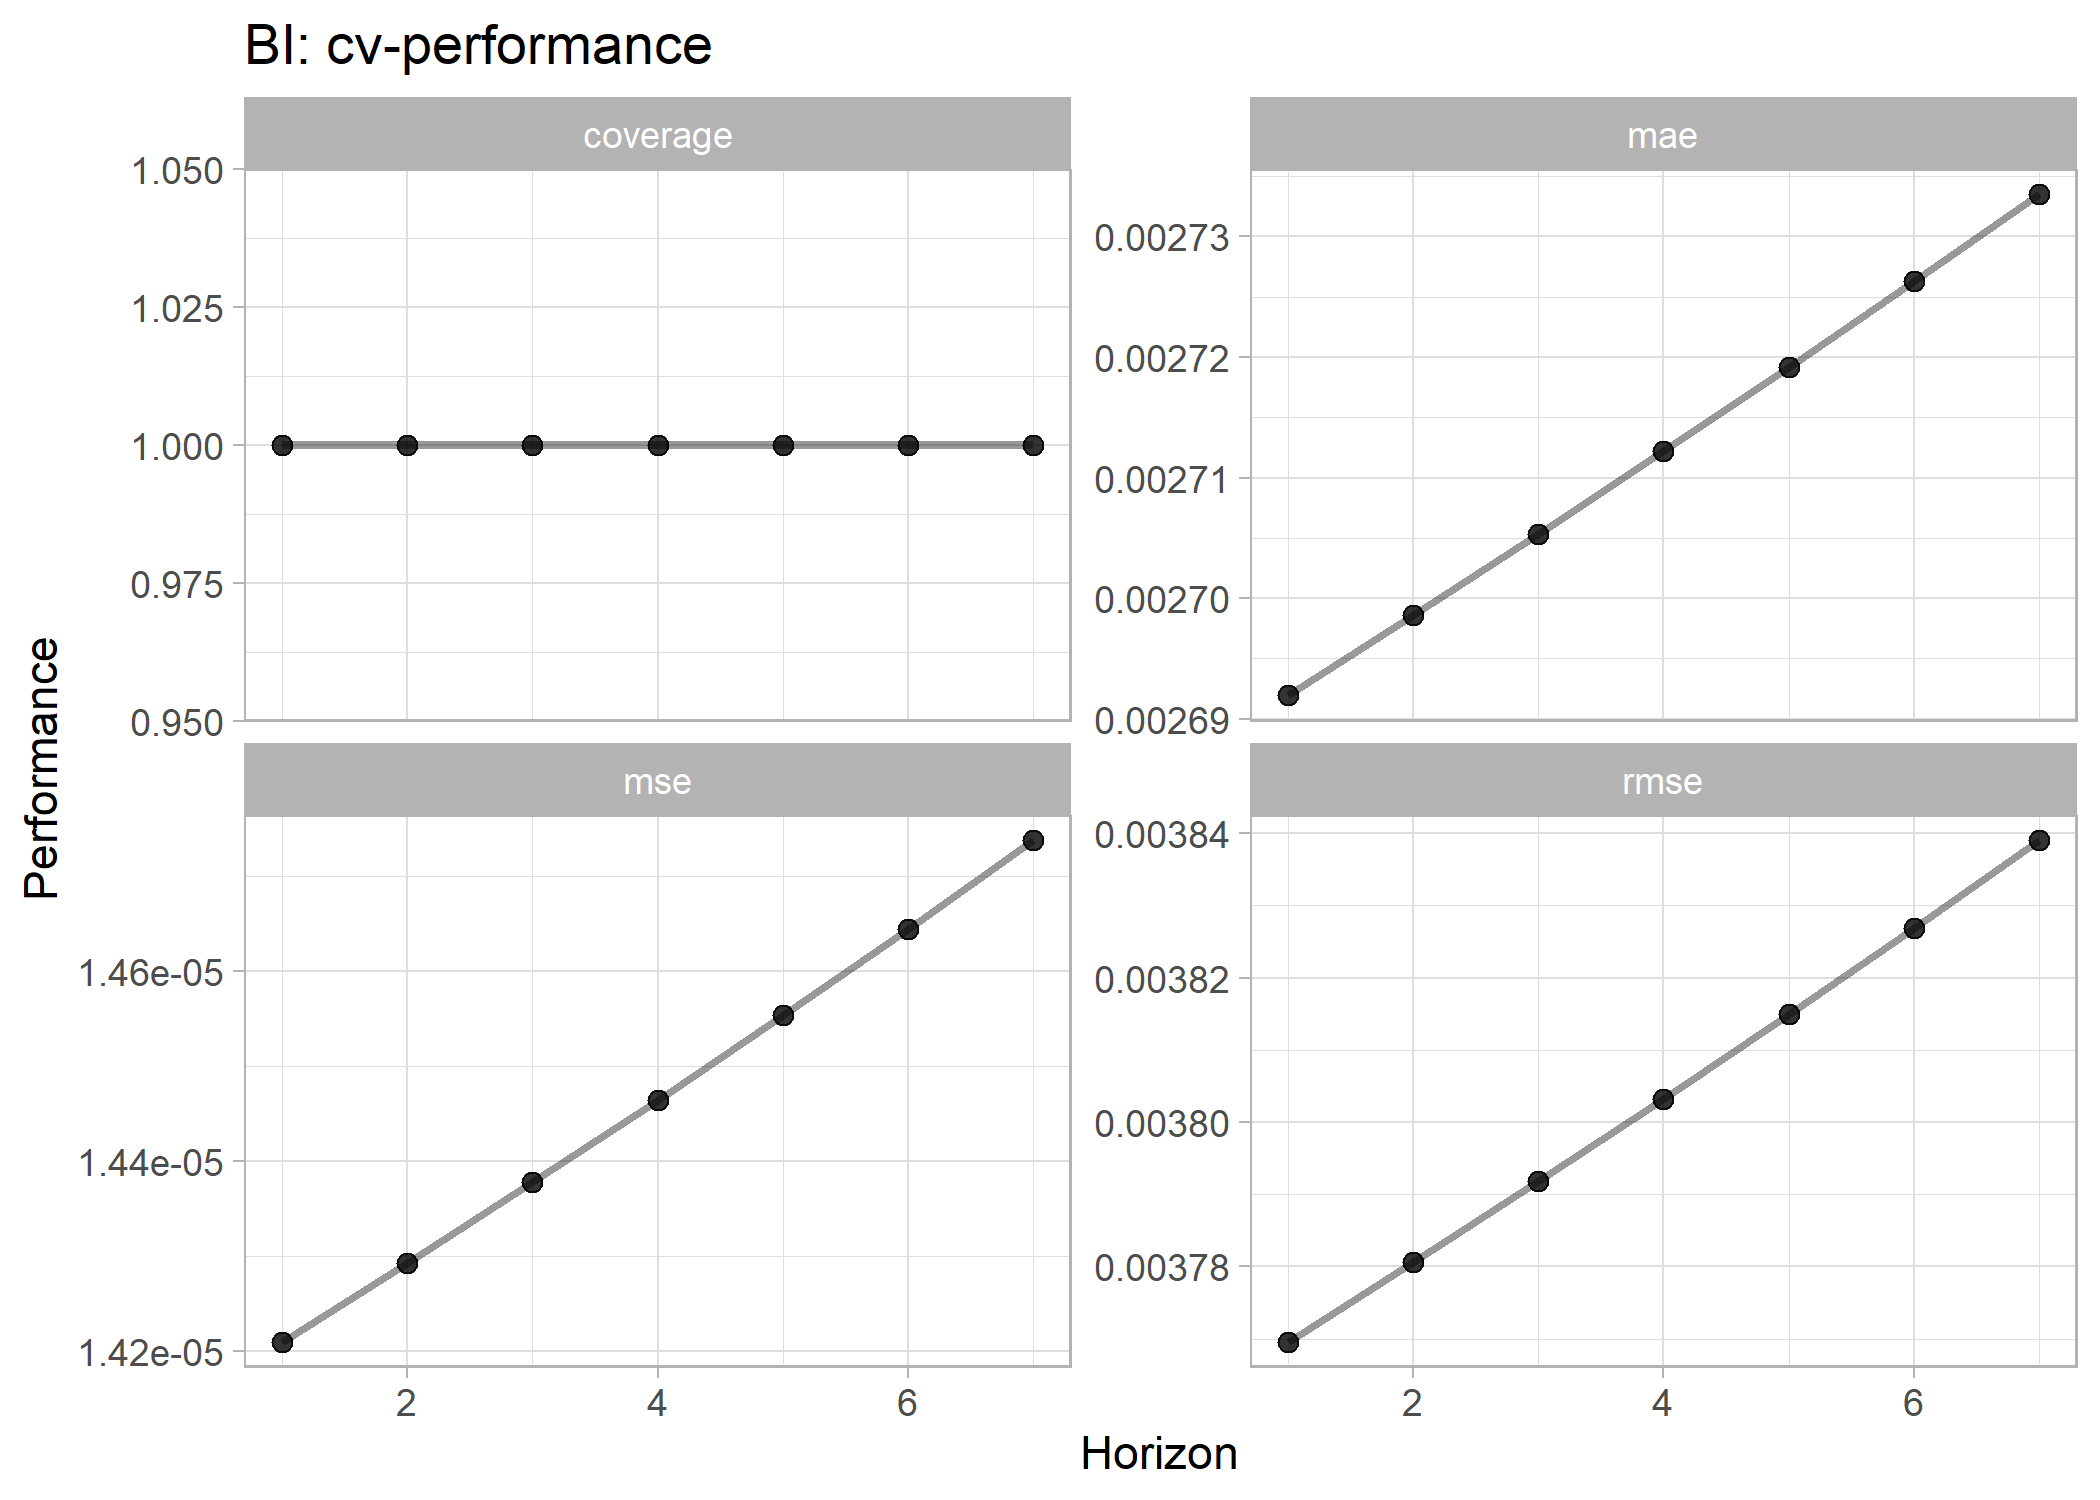 BI: cv-performance
coverage
mae
1.050
1.025
1.000
0.975
0.950
0.00273
0.00272
0.00271
0.00270
0.00269
Performance
mse
rmse
1.46e-05
1.44e-05
1.42e-05
0.00384
0.00382
0.00380
0.00378
2
4
6
2
4
6
Horizon